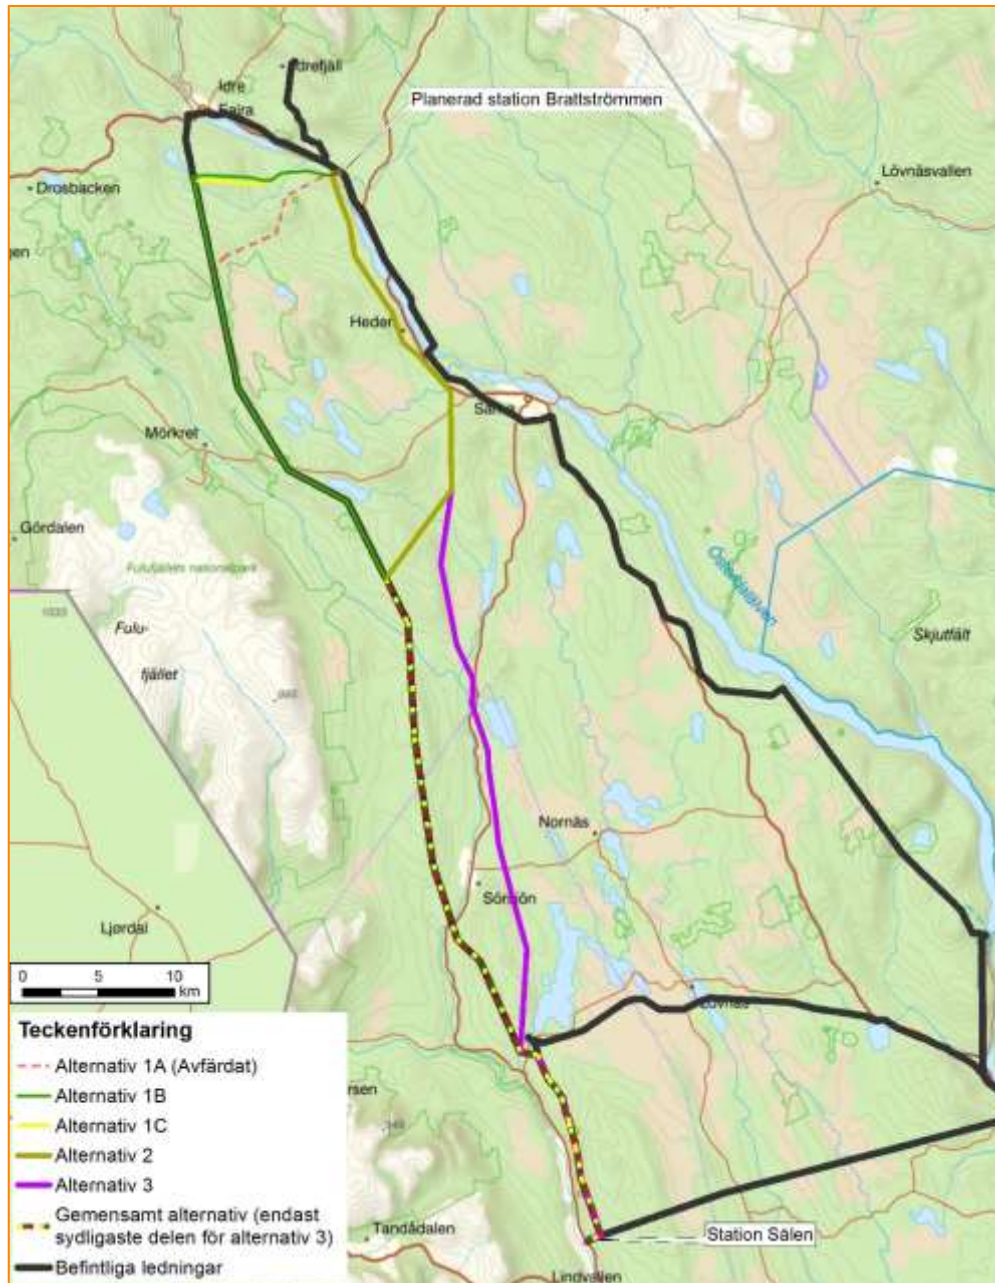 Idrefjäll
Idre
Planerad station Brattströmmen
Lövnäsvallen
Drosbacken
Heder
Särna
Mörkret
Gördalen
Fulufjällets nationalpark
Österdalälven
Fulu-
fjället
Skjutfält
Nornäs
Sörsjön
Ljørdal
Lövnäs
0 5 10
km
Teckenförklaring
Alternativ 1A (Avfärdat)
Alternativ 1B
Alternativ 1C
Alternativ 2
Alternativ 3
Gemensamt alternativ (endast
sydligaste delen för alternativ 3)
Befintliga ledningar
rsen
Tandådalen
Station Sälen
Lindvallen